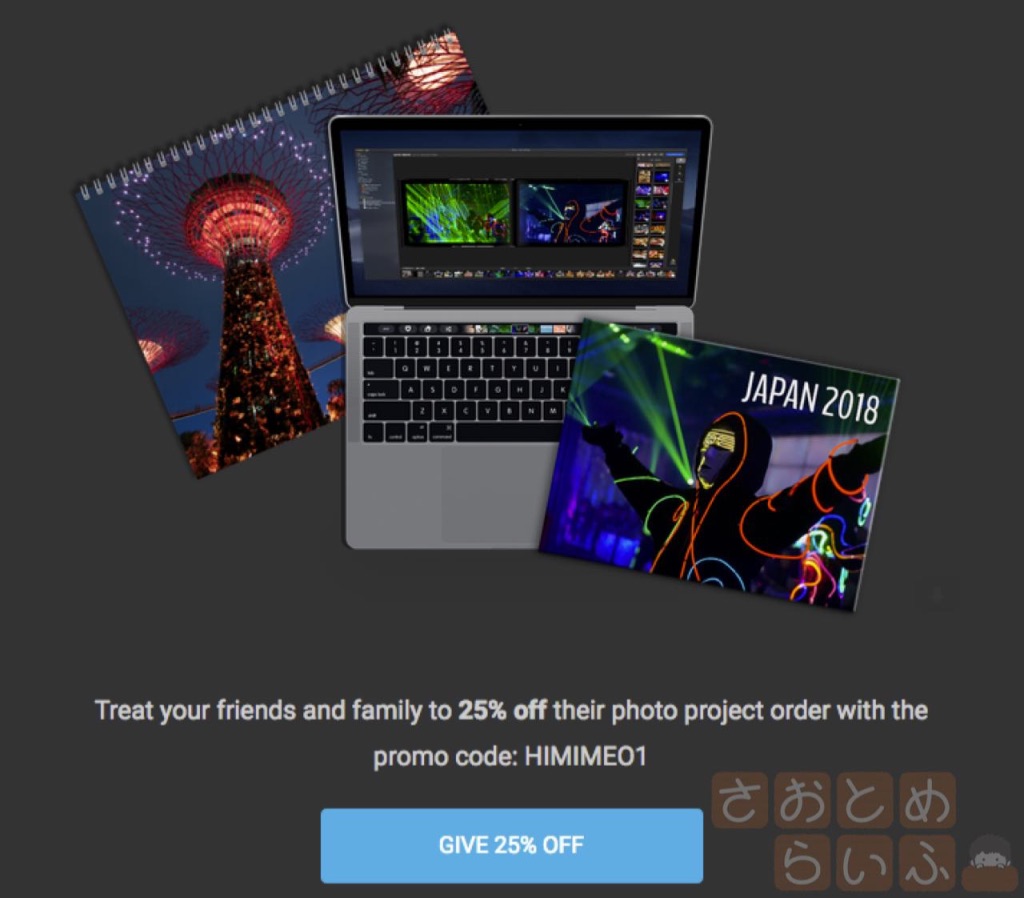 JAPAN 2018
Treat your friends and family to 25% off their photo project order with the
promo code: HIMIMEO1
GIVE 25% OFF
さおとめ
らいふ